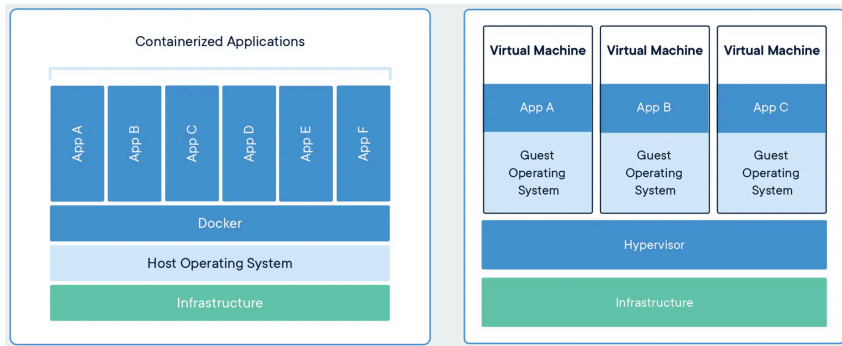 Containerized Applications
App A
App B
App C
App D
App E
App F
Docker
Host Operating System
Infrastructure
Virtual Machine
App A
Guest
Operating
System
Virtual Machine
App B
Guest
Operating
System
Virtual Machine
App C
Guest
Operating
System
Hypervisor
Infrastructure